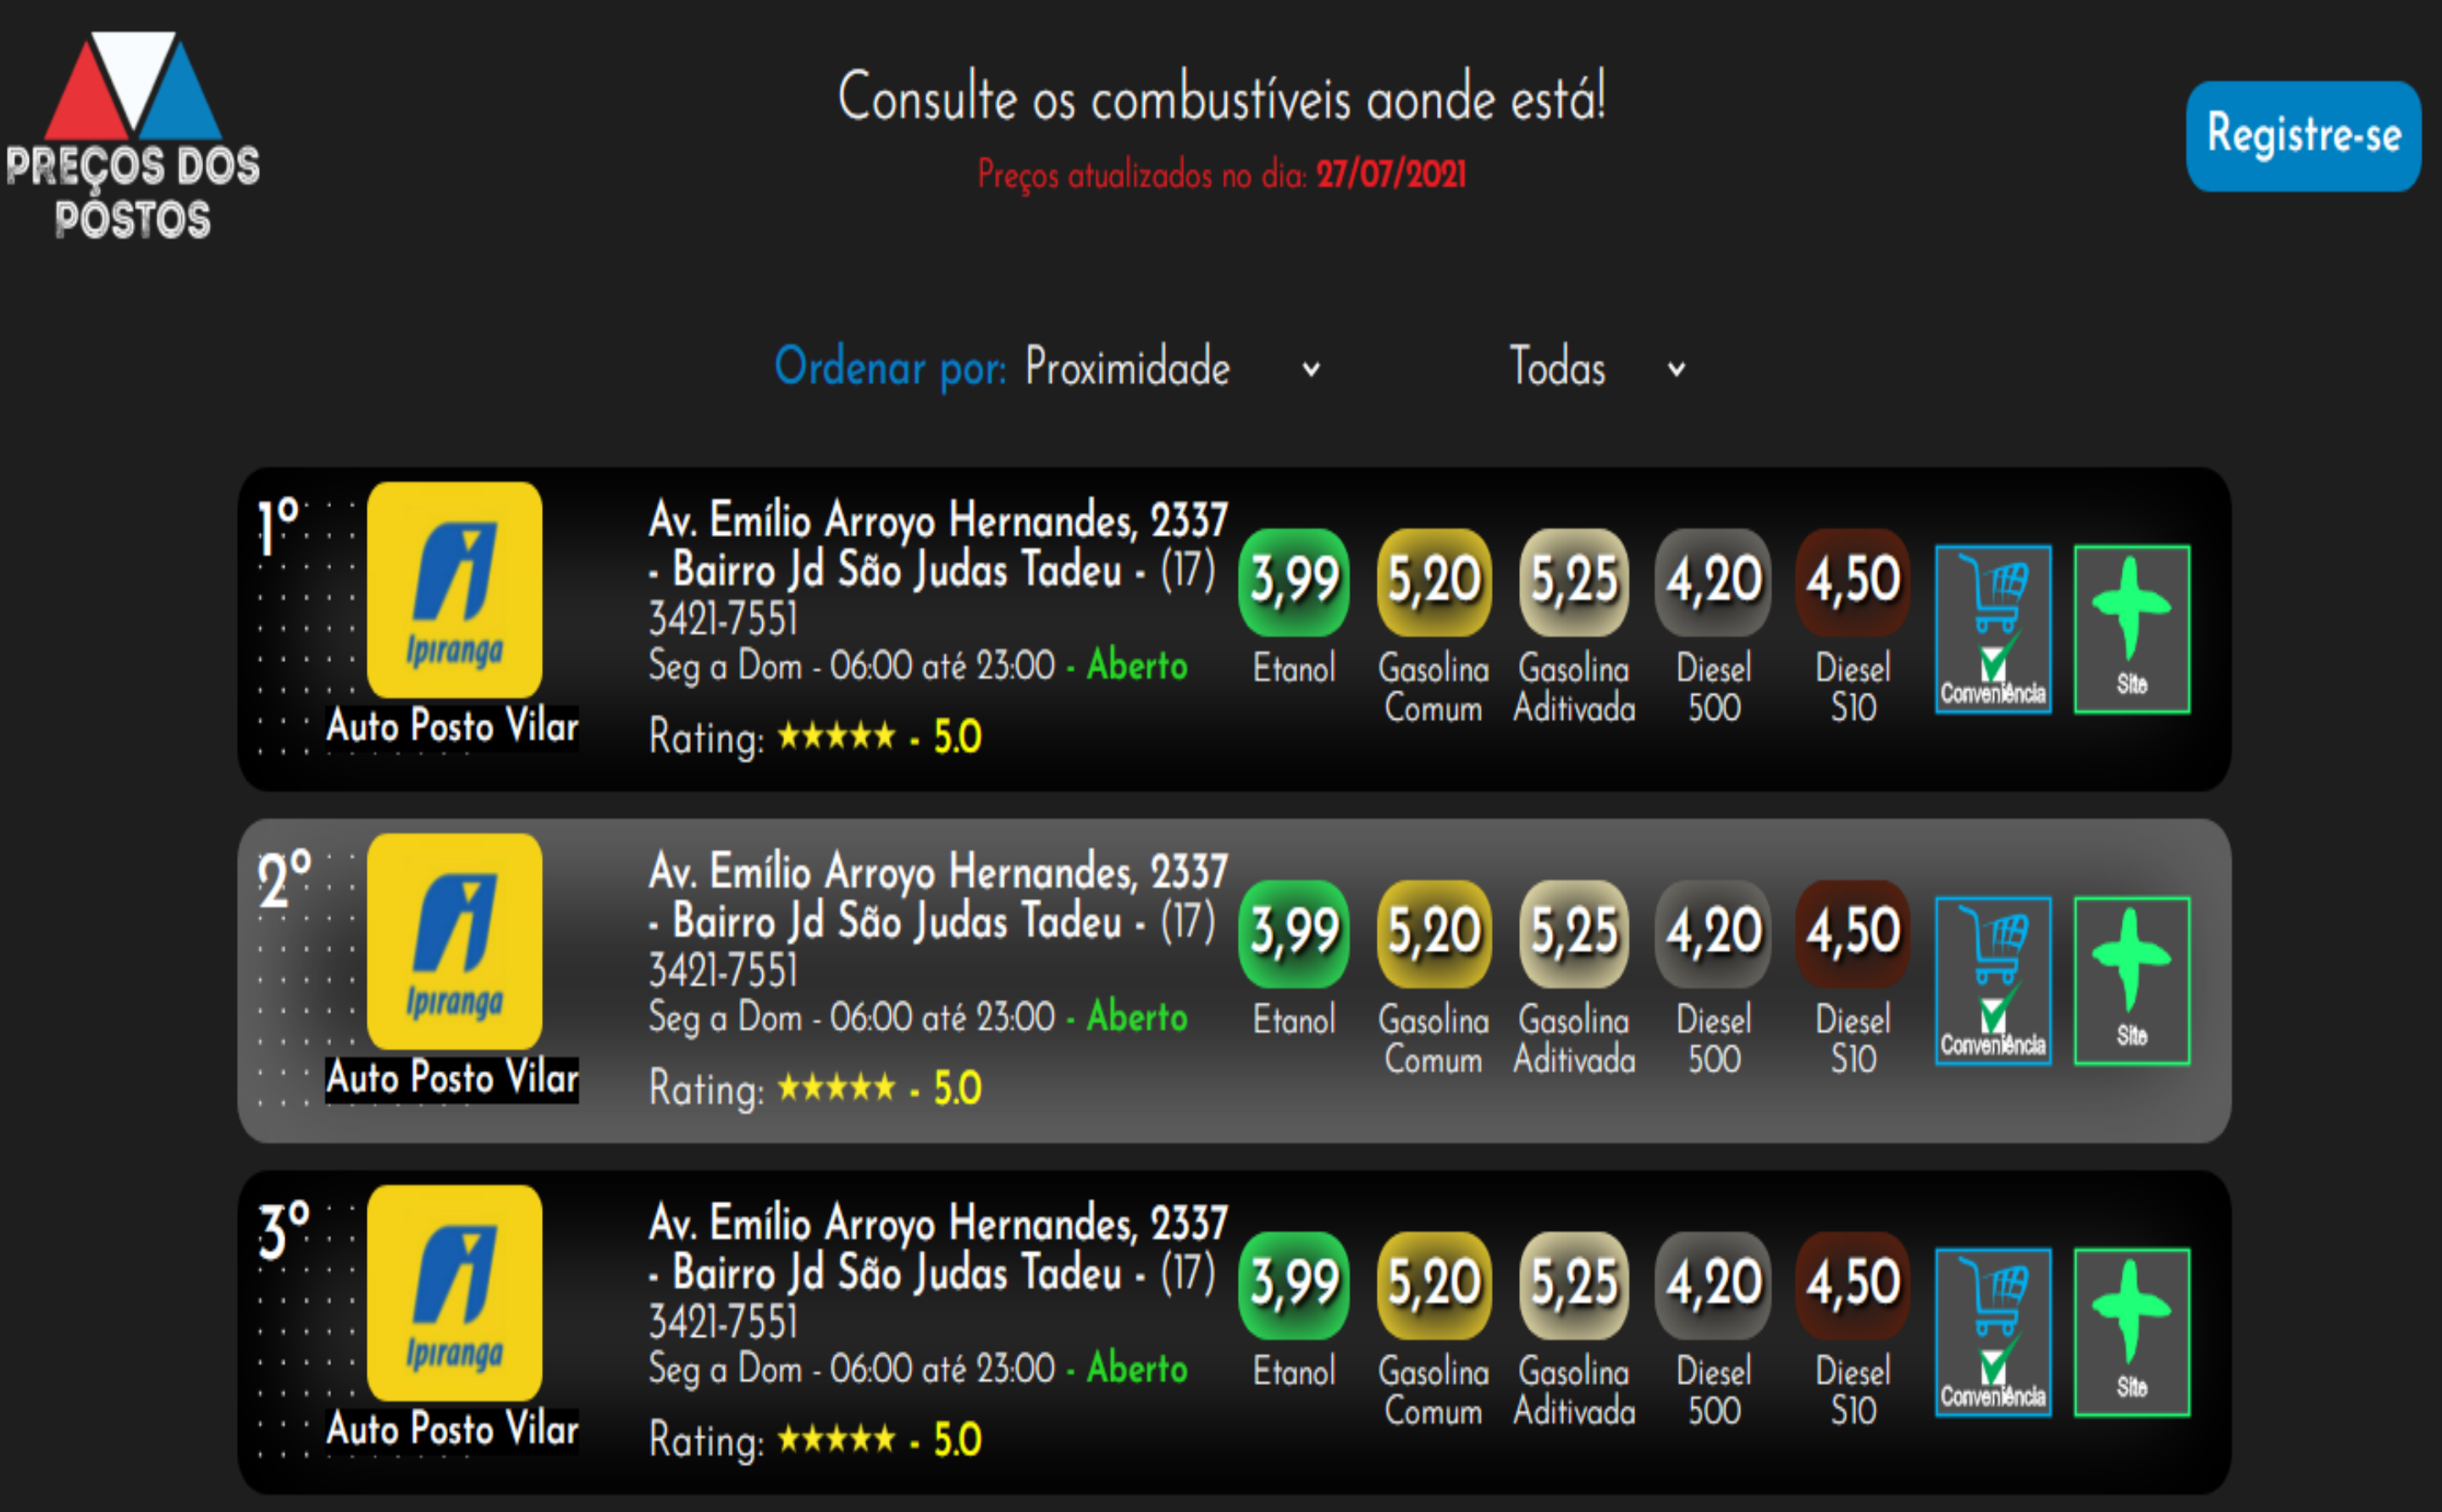 PREÇOS DOS
POSTOS
Consulte os combustíveis aonde está!
Preços atualizados no dia: 27/07/2021
Registre-se
Ordenar por: Proximidade
Todas
1º
Ipiranga
Auto Posto Vilar
Av. Emílio Arroyo Hernandes, 2337
- Bairro Jd São Judas Tadeu - (17)
3421-7551
Seg a Dom - 06:00 até 23:00 - Aberto
Rating: ★★★★★ - 5.0
3,99
Etanol
5,20
Gasolina
Comum
5,25
Gasolina
Aditivada
4,20
Diesel
500
4,50
Diesel
S10
Conveniência
Site
2º
Ipiranga
Auto Posto Vilar
Av. Emílio Arroyo Hernandes, 2337
- Bairro Jd São Judas Tadeu - (17)
3421-7551
Seg a Dom - 06:00 até 23:00 - Aberto
Rating: ★★★★★ - 5.0
3,99
Etanol
5,20
Gasolina
Comum
5,25
Gasolina
Aditivada
4,20
Diesel
500
4,50
Diesel
S10
Conveniência
Site
3º
Ipiranga
Auto Posto Vilar
Av. Emílio Arroyo Hernandes, 2337
- Bairro Jd São Judas Tadeu - (17)
3421-7551
Seg a Dom - 06:00 até 23:00 - Aberto
Rating: ★★★★★ - 5.0
3,99
Etanol
5,20
Gasolina
Comum
5,25
Gasolina
Aditivada
4,20
Diesel
500
4,50
Diesel
S10
Conveniência
Site